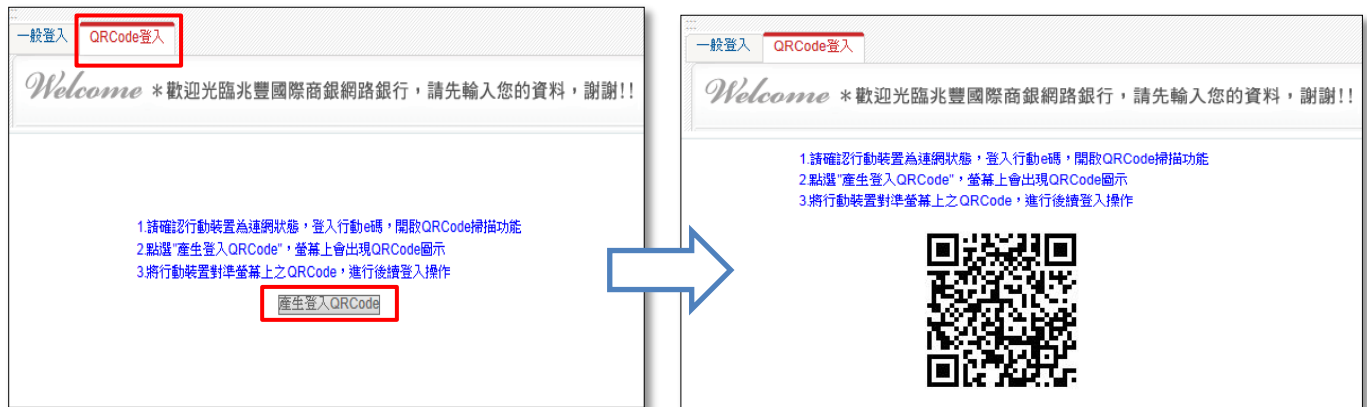 一般登入 QRCode登入
Welcome *歡迎光臨兆豐國際商銀網路銀行,請先輸入您的資料,謝謝!!
1.請確認行動裝置為連網狀態,登入行動e碼,開啟QRCode掃描功能
2.點選"產生登入QRCode",螢幕上會出現QRCode圖示
3.將行動裝置對準螢幕上之QRCode,進行後續登入操作
產生登入QRCode
一般登入 QRCode登入
Welcome *歡迎光臨兆豐國際商銀網路銀行,請先輸入您的資料,謝謝!!
1.請確認行動裝置為連網狀態,登入行動e碼,開啟QRCode掃描功能
2.點選"產生登入QRCode",螢幕上會出現QRCode圖示
3.將行動裝置對準螢幕上之QRCode,進行後續登入操作